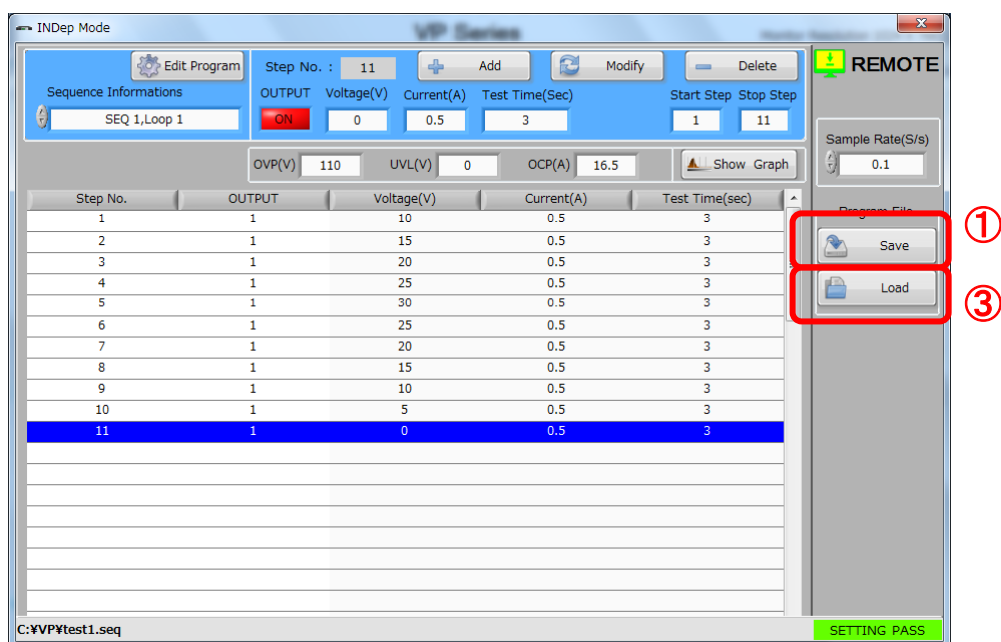 INDep Mode
VP Series
Edit Program Step No. : 11 Add Modify Delete REMOTE
Sequence Informations OUTPUT Voltage(V) Current(A) Test Time(Sec) Start Step Stop Step
SEQ 1,Loop 1 ON 0 0.5 3 1 11
Sample Rate(S/s)
OVP(V) 110 UVL(V) 0 OCP(A) 16.5 Show Graph 0.1
Step No. OUTPUT Voltage(V) Current(A) Test Time(sec)
Program File
1 1 10 0.5 3
①
2 1 15 0.5 3 Save
3 1 20 0.5 3
4 1 25 0.5 3 Load
5 1 30 0.5 3 ③
6 1 25 0.5 3
7 1 20 0.5 3
8 1 15 0.5 3
9 1 10 0.5 3
10 1 5 0.5 3
11 1 0 0.5 3
C:¥VP¥test1.seq SETTING PASS